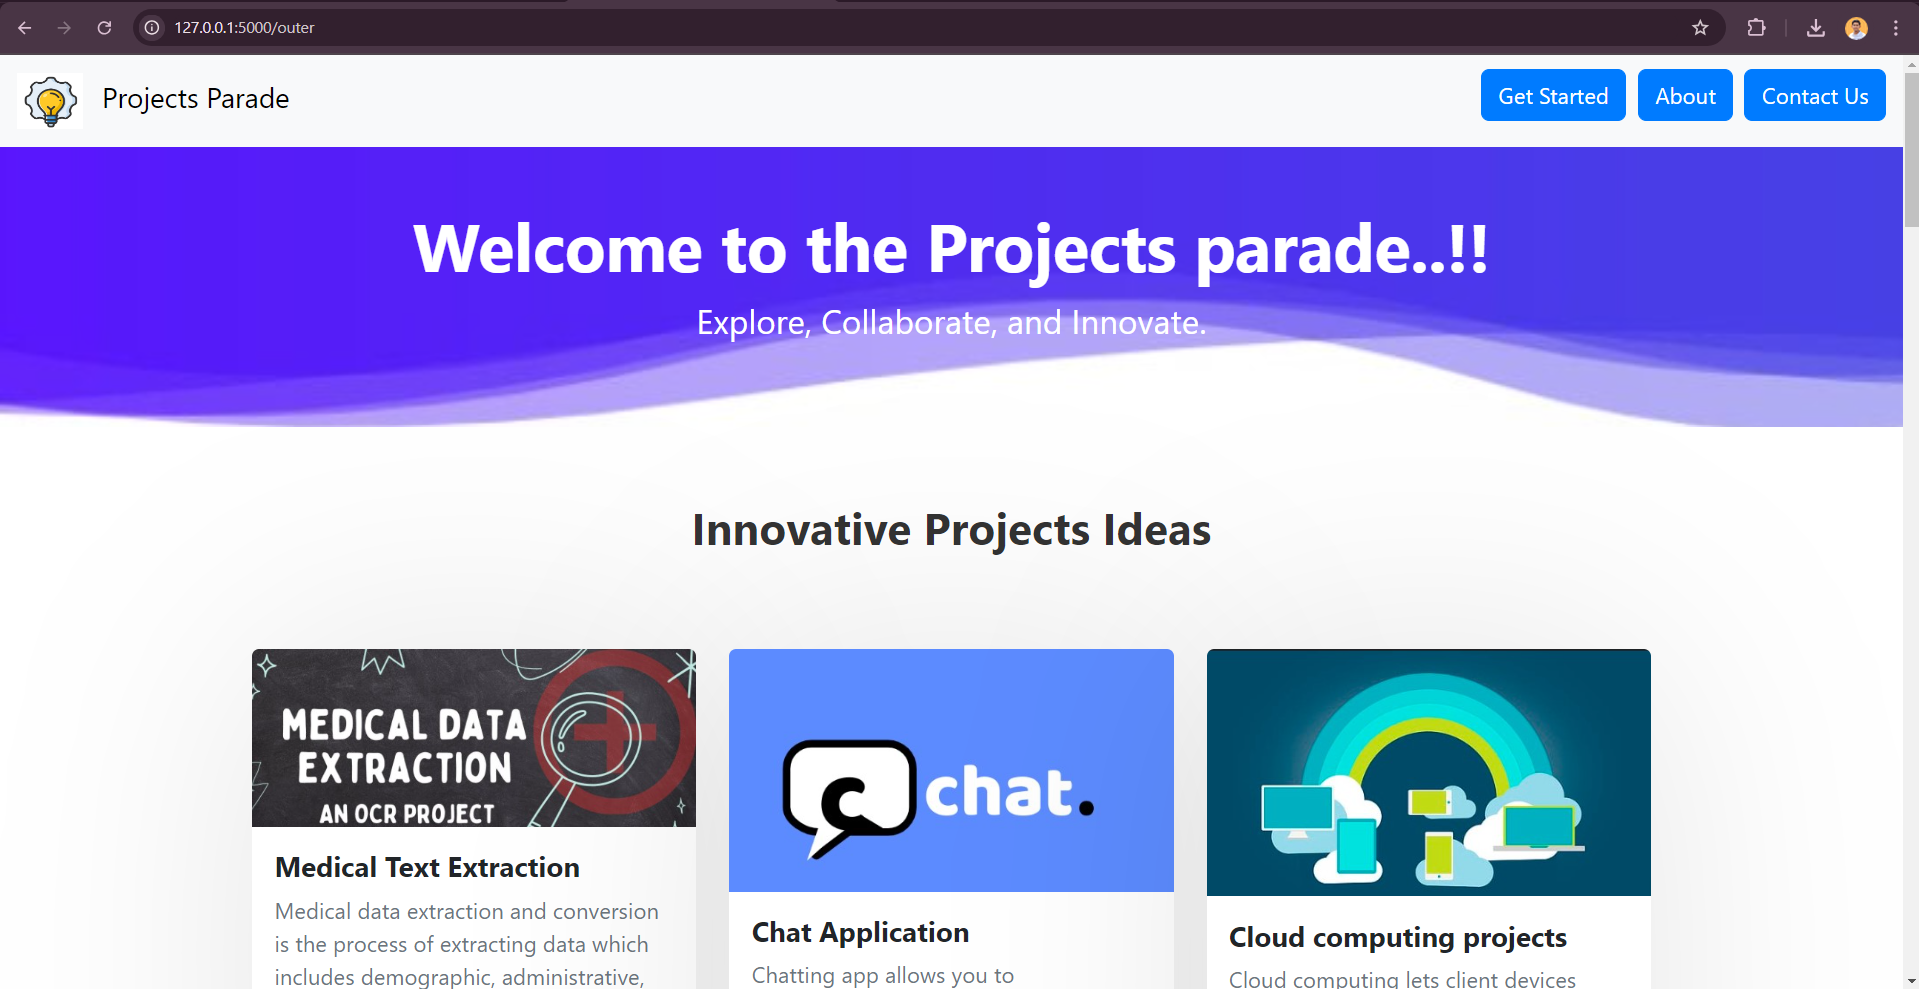 127.0.0.1:5000/outer
Projects Parade
Get Started
About
Contact Us
Welcome to the Projects parade..!!
Explore, Collaborate, and Innovate.
Innovative Projects Ideas
MEDICAL DATA
EXTRACTION
AN OCR PROJECT
Medical Text Extraction
Medical data extraction and conversion
is the process of extracting data which
includes demographic, administrative,
c chat.
Chat Application
Chatting app allows you to
Cloud computing projects
Cloud computing lets client devices